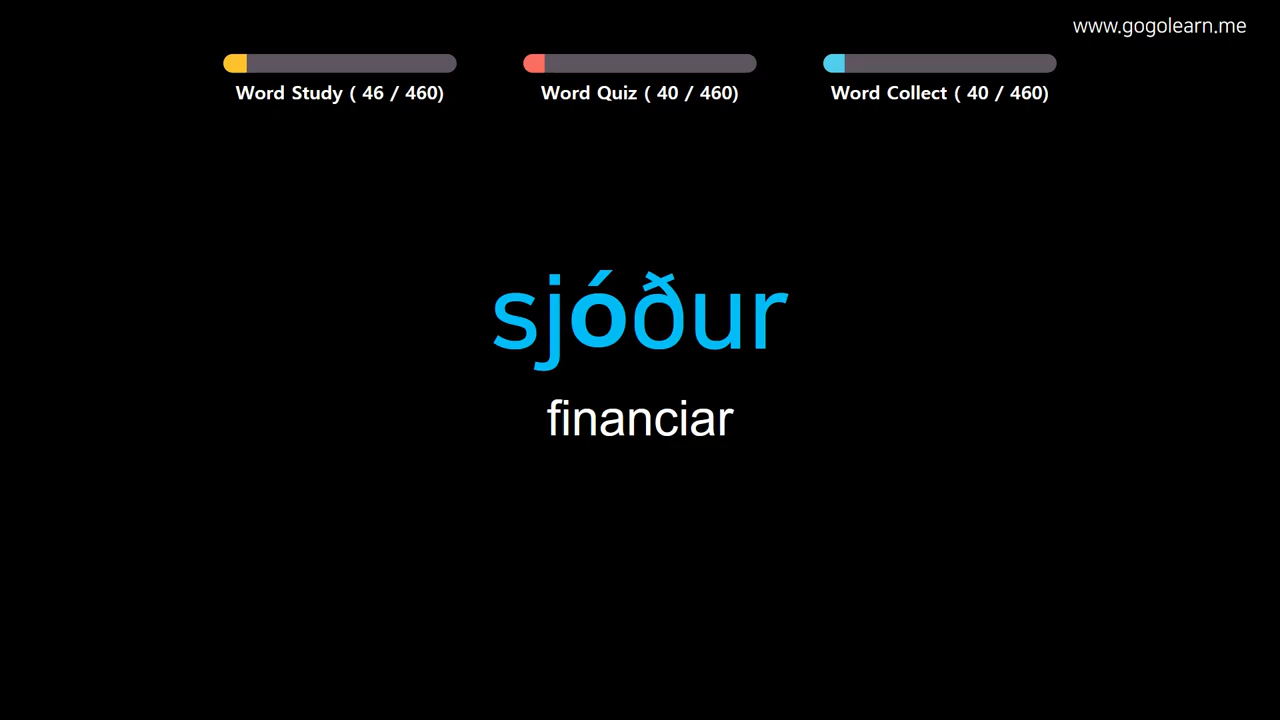 www.gogolearn.me
Word Study ( 46 / 460)
Word Quiz ( 40 / 460)
Word Collect ( 40 / 460)
sjóður
financiar